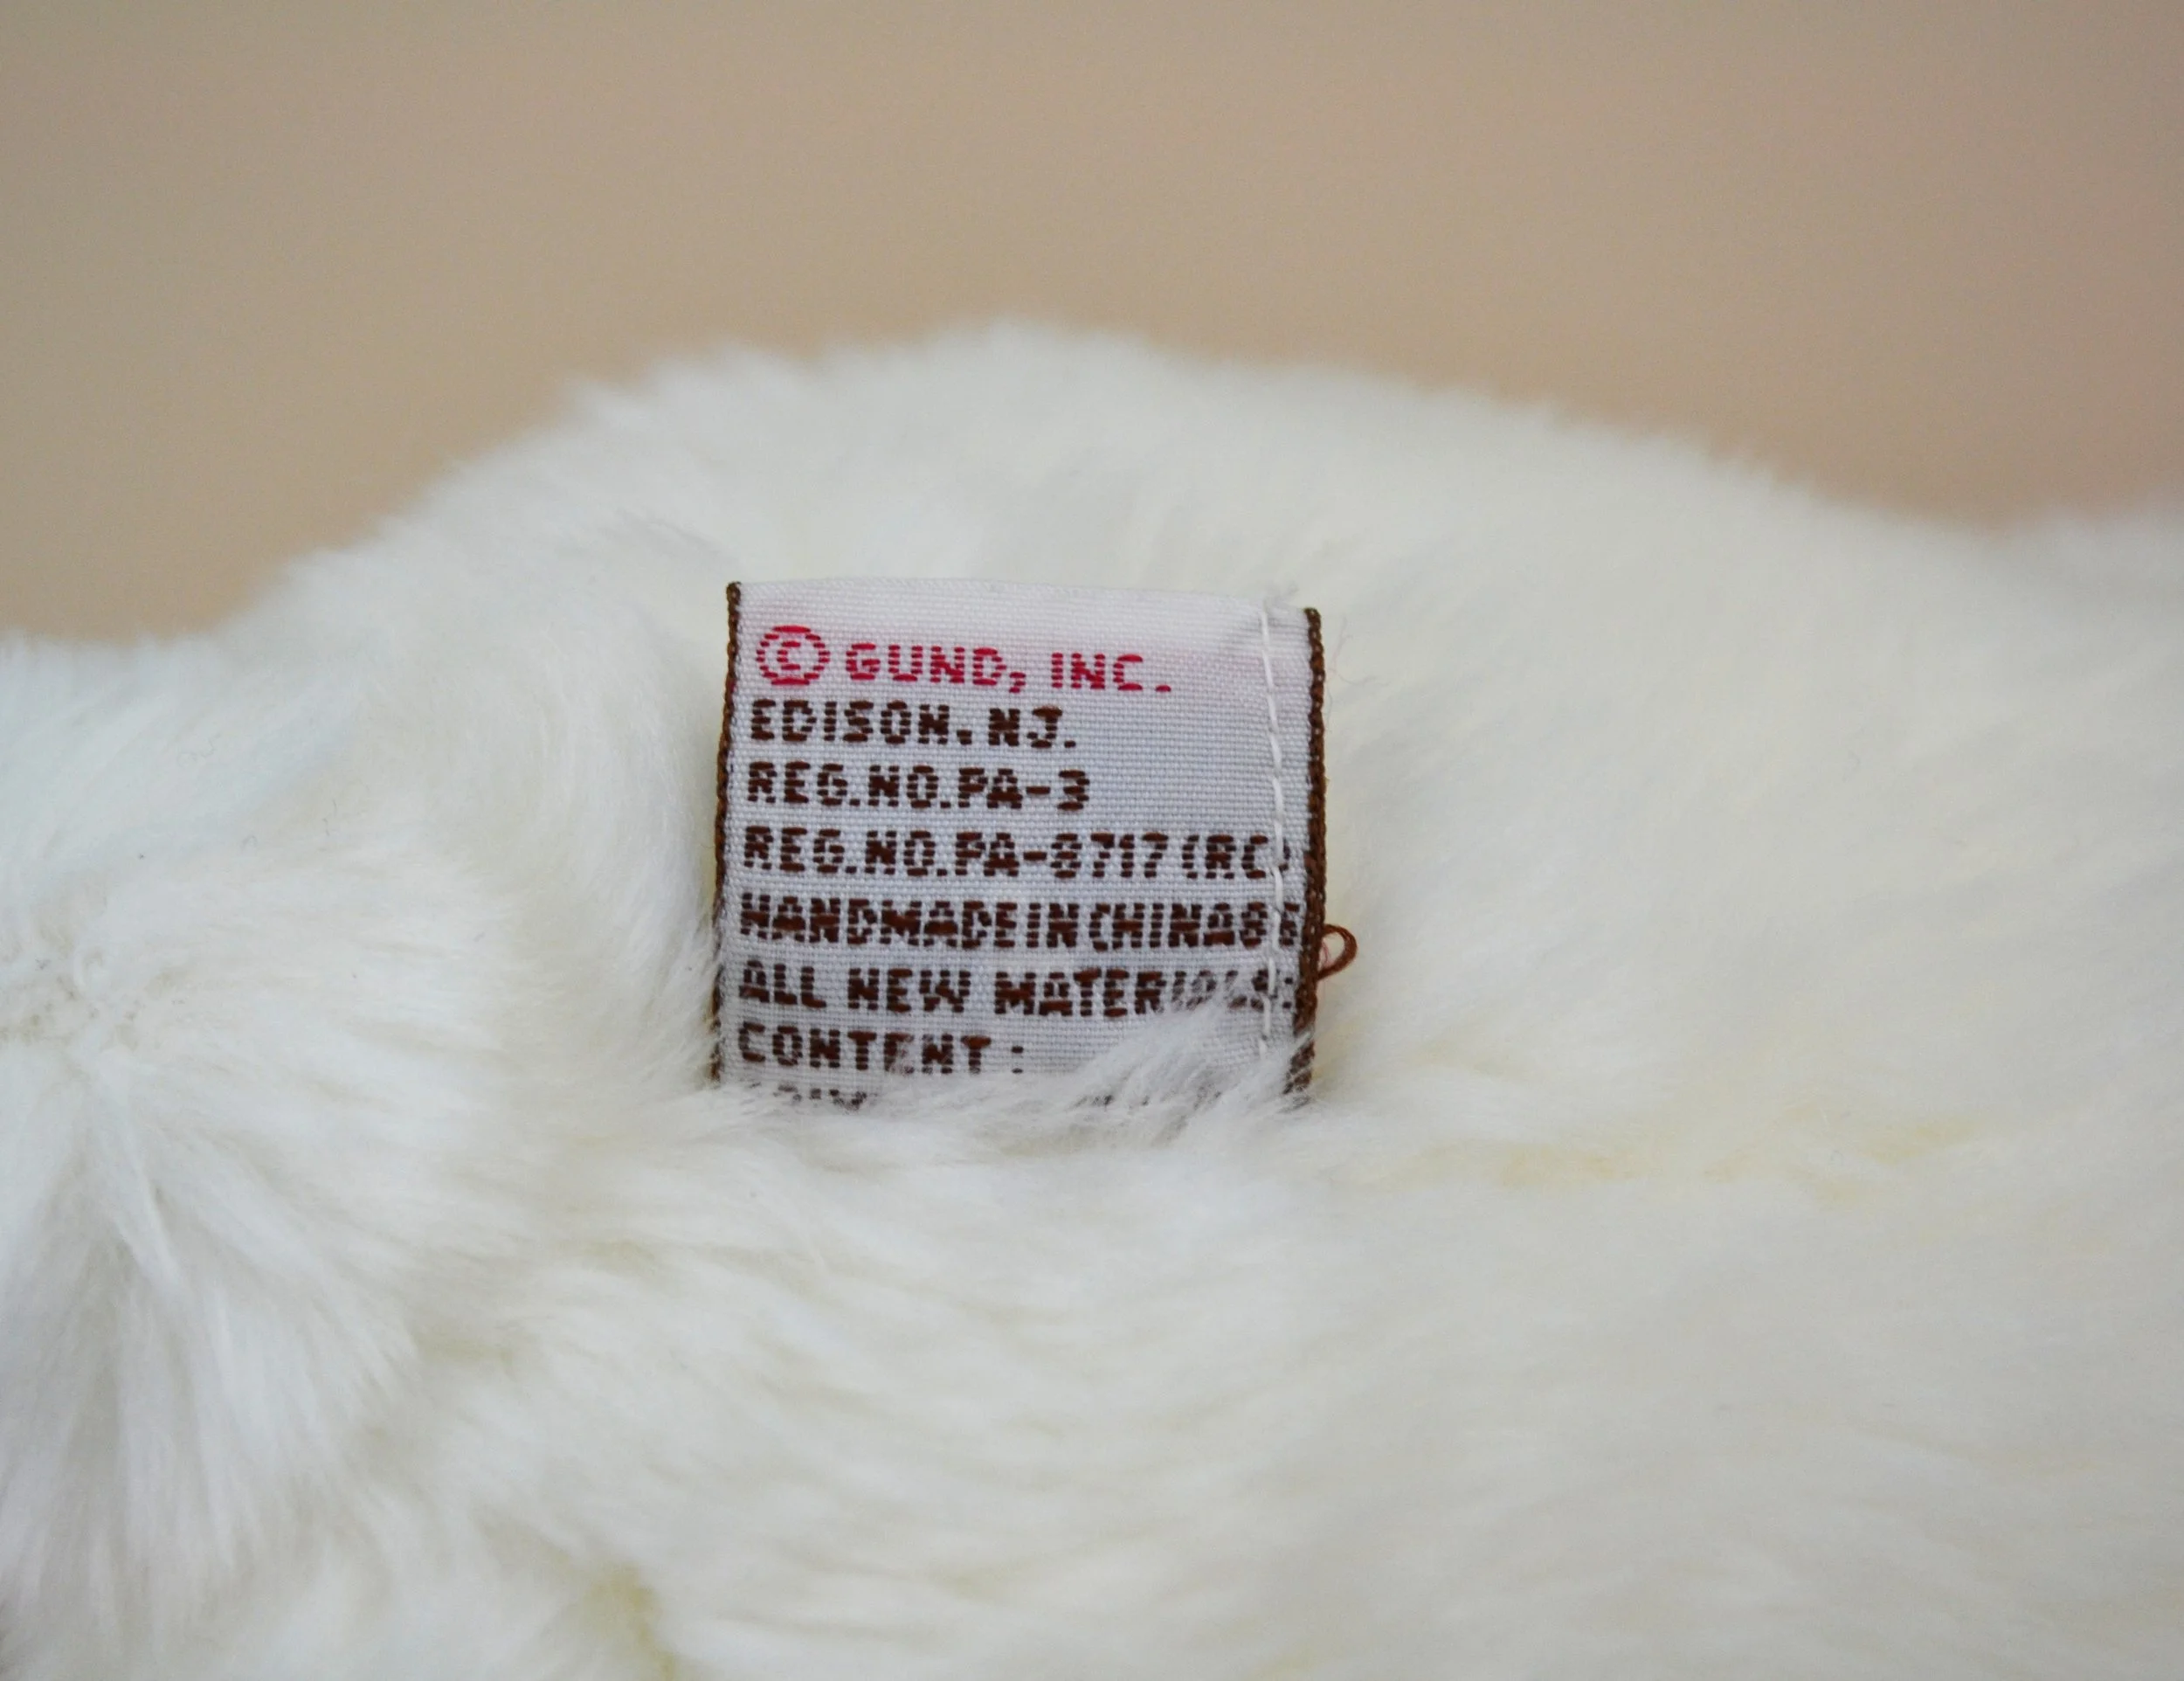 © GUND, INC.
EDISON, NJ.
REG.NO.PA-3
REG.NO.PA-8717 (RC)
HANDMADE IN CHINA
ALL NEW MATERIALS:
CONTENT :